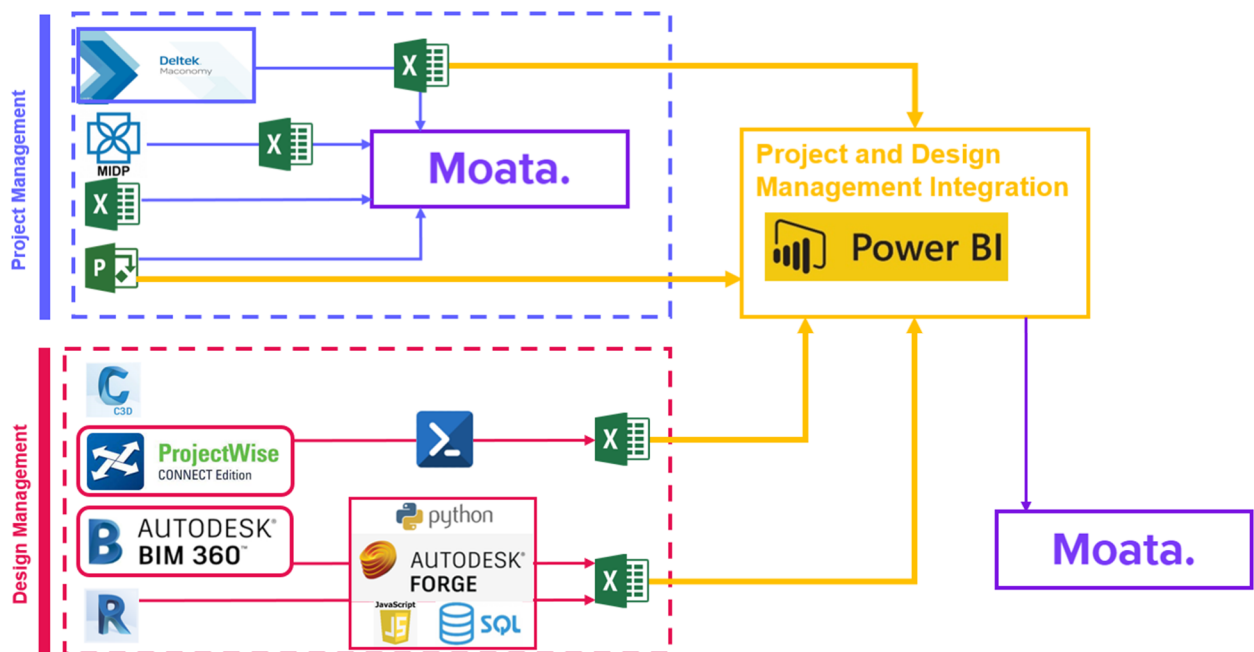 Project Management
Deltek.
Maconomy
X
MIDP
X
X
P
Moata.
Project and Design
Management Integration
Power BI
Design Management
C
C3D
ProjectWise
CONNECT Edition
X
B AUTODESK®
BIM 360™
R
python
AUTODESK®
FORGE
JavaScript
JS
SQL
X
Moata.